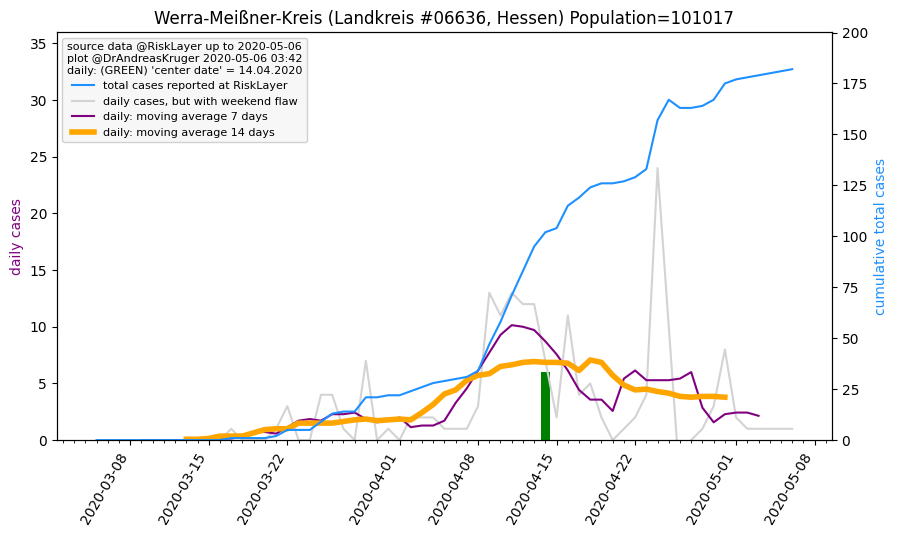 Werra-Meißner-Kreis (Landkreis #06636, Hessen) Population=101017
source data @RiskLayer up to 2020-05-06
plot @DrAndreasKruger 2020-05-06 03:42
daily: (GREEN) 'center date' = 14.04.2020
total cases reported at RiskLayer
daily cases, but with weekend flaw
daily: moving average 7 days
daily: moving average 14 days
daily cases
35
30
25
20
15
10
5
0
cumulative total cases
200
175
150
125
100
75
50
25
0
2020-03-08
2020-03-15
2020-03-22
2020-04-01
2020-04-08
2020-04-15
2020-04-22
2020-05-01
2020-05-08